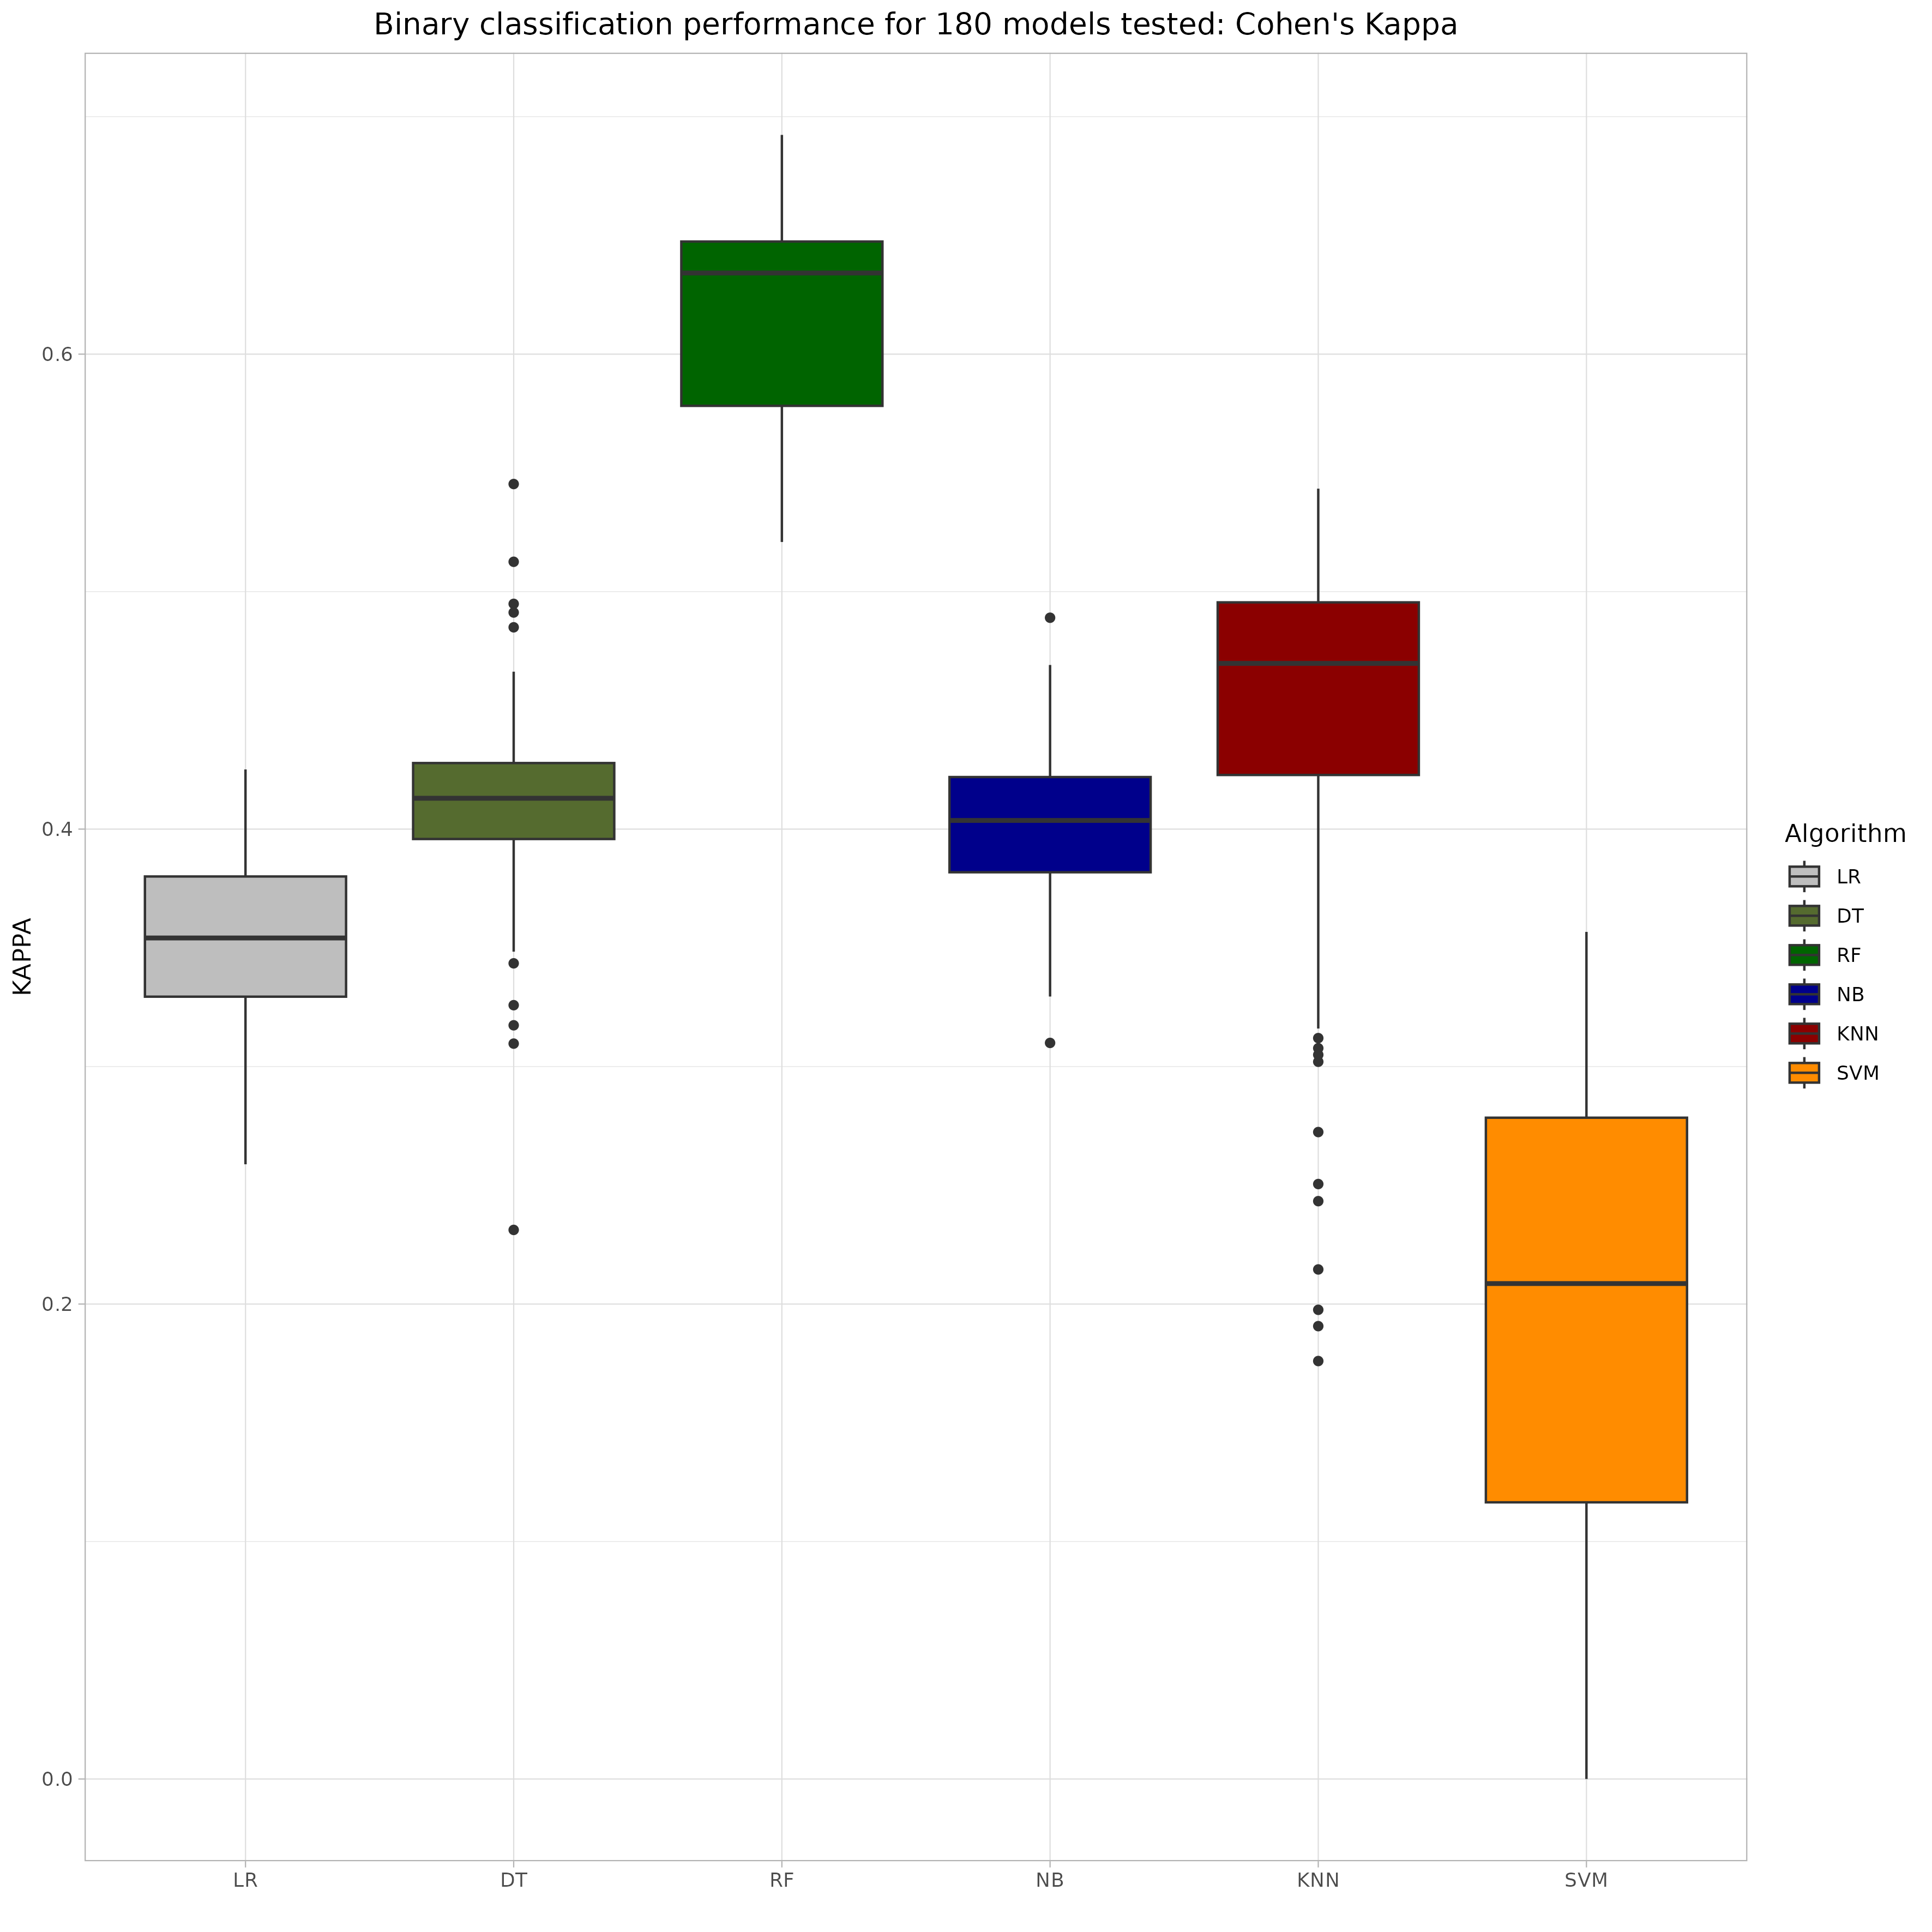 Binary classification performance for 180 models tested: Cohen's Kappa
KAPPA
0.6
0.4
0.2
0.0
LR DT RF NB KNN SVM
Algorithm
LR
DT
RF
NB
KNN
SVM